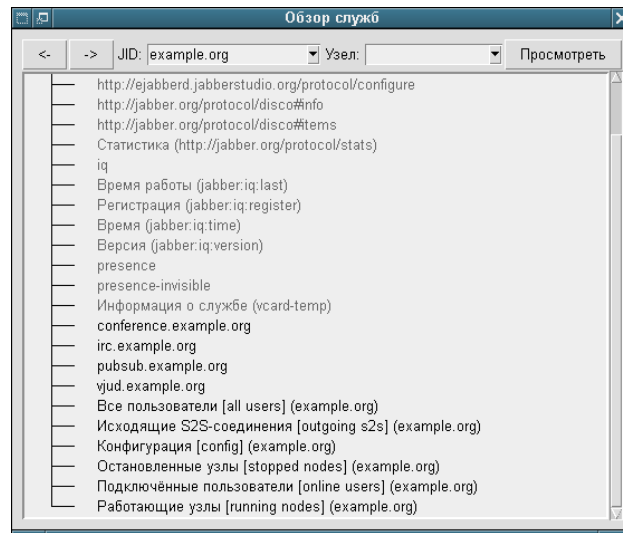 Обзор служб
<- -> JID: example.org Узел: Просмотреть
http://ejabberd.jabberstudio.org/protocol/configure
http://jabber.org/protocol/disco#info
http://jabber.org/protocol/disco#items
Статистика (http://jabber.org/protocol/stats)
iq
Время работы (jabber:iq:last)
Регистрация (jabber:iq:register)
Время (jabber:iq:time)
Версия (jabber:iq:version)
presence
presence-invisible
Информация о службе (vcard-temp)
conference.example.org
irc.example.org
pubsub.example.org
vjud.example.org
Все пользователи [all users] (example.org)
Исходящие S2S-соединения [outgoing s2s] (example.org)
Конфигурация [config] (example.org)
Остановленные узлы [stopped nodes] (example.org)
Подключённые пользователи [online users] (example.org)
Работающие узлы [running nodes] (example.org)